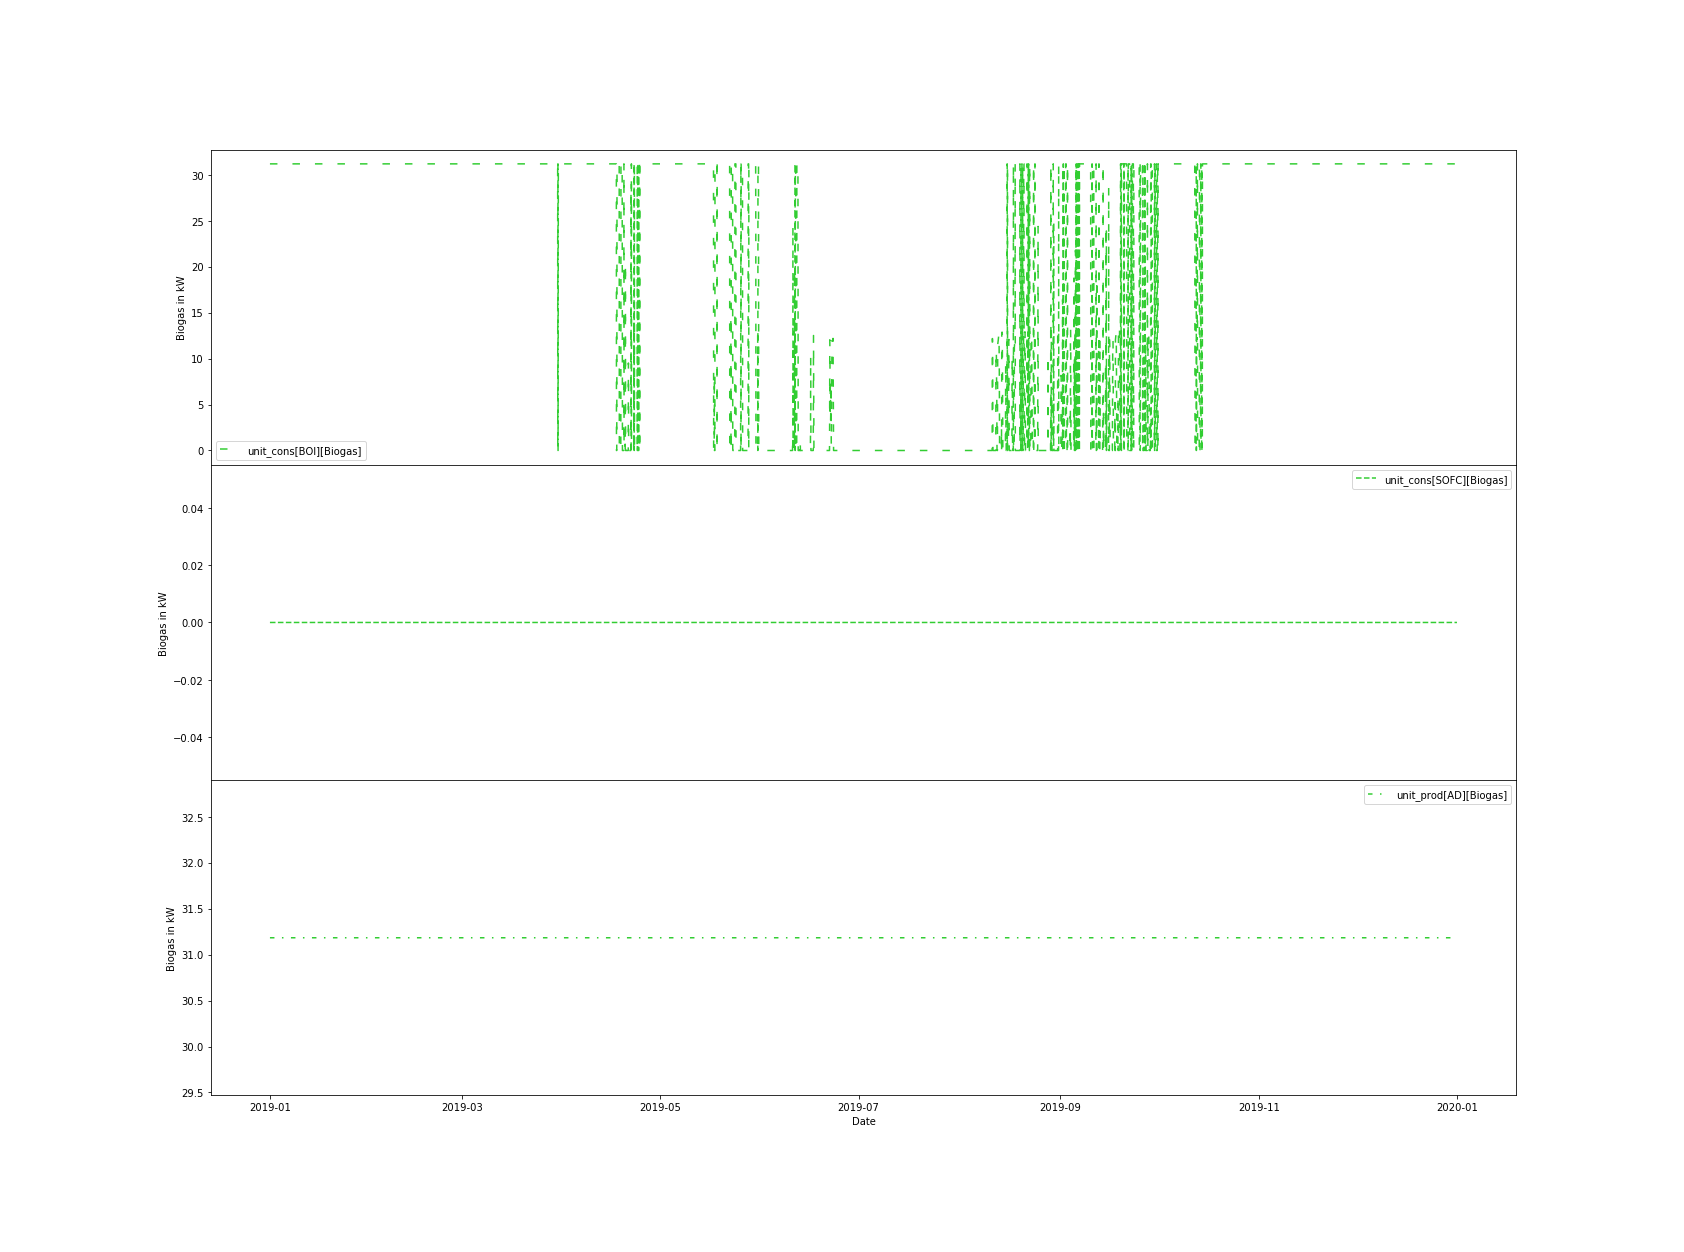 30
25
20
15
10
5
0
Biogas in kW
unit_cons[BOI][Biogas]
unit_cons[SOFC][Biogas]
0.04
0.02
0.00
−0.02
−0.04
Biogas in kW
unit_prod[AD][Biogas]
32.5
32.0
31.5
31.0
30.5
30.0
29.5
Biogas in kW
2019-01 2019-03 2019-05 2019-07 2019-09 2019-11 2020-01
Date